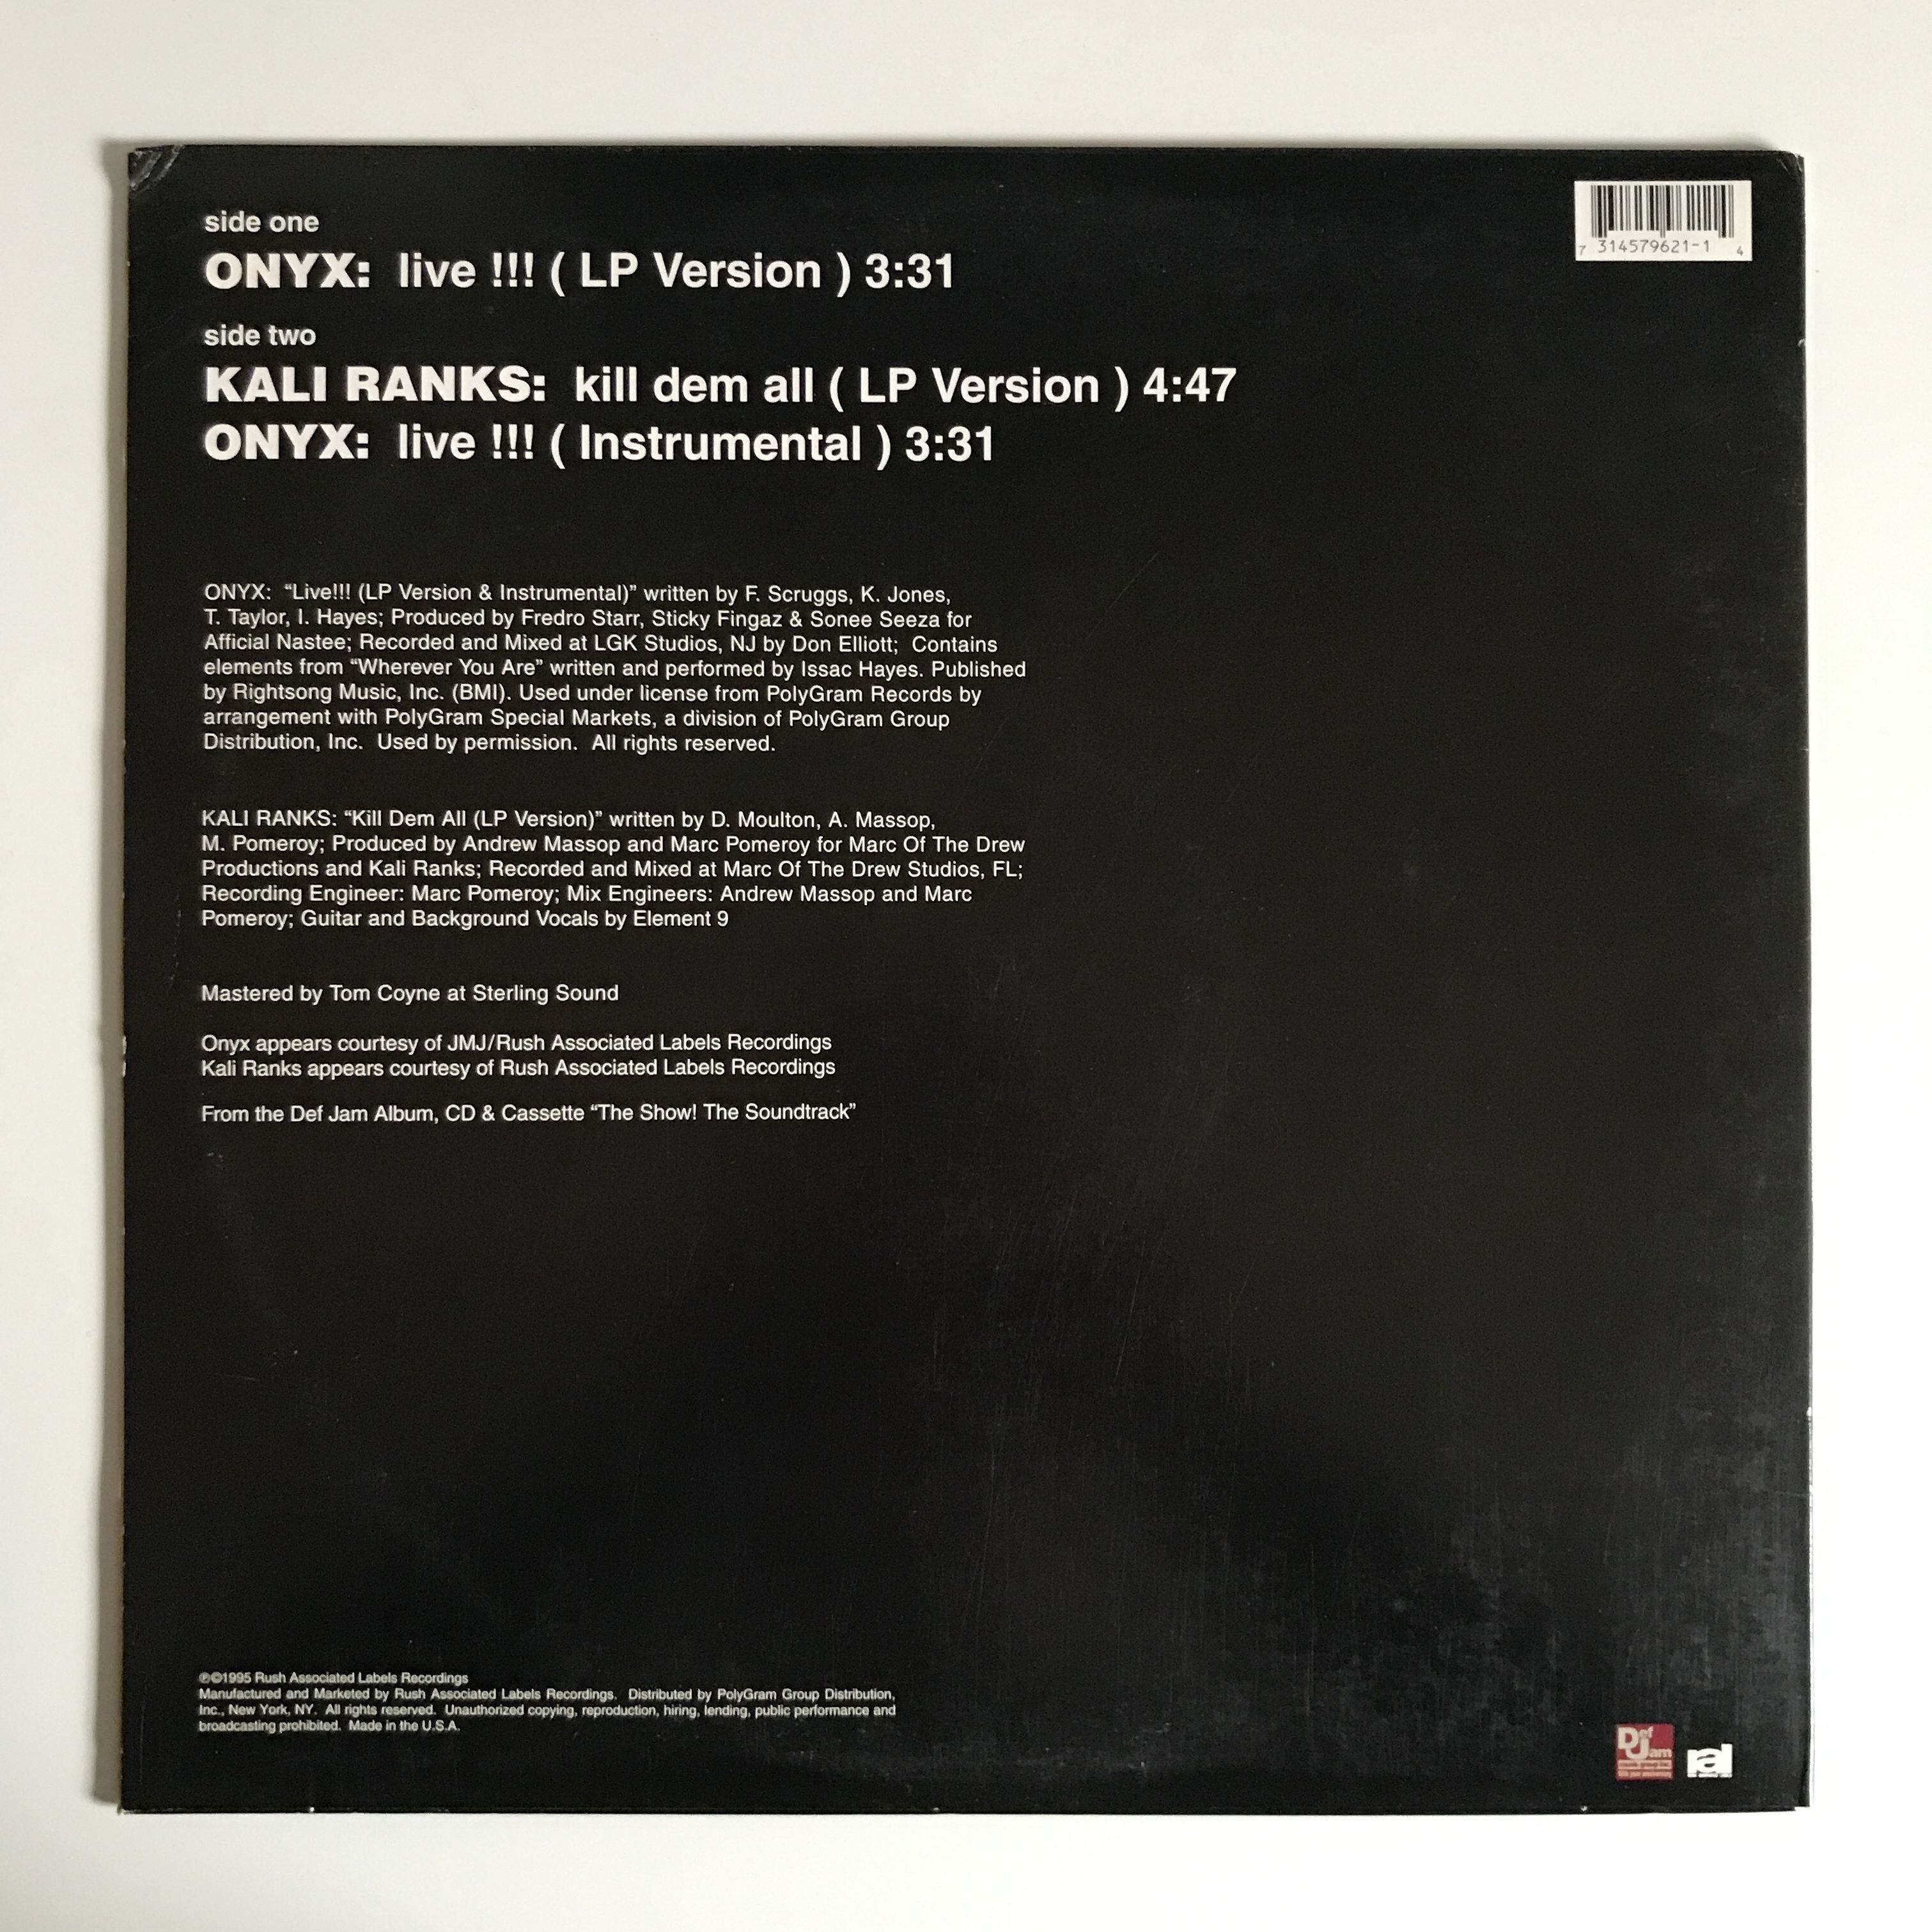 side one
ONYX: live !!! ( LP Version ) 3:31
7 314579621-1 4
side two
KALI RANKS: kill dem all ( LP Version ) 4:47
ONYX: live !!! ( Instrumental ) 3:31
ONYX: “Live!!! (LP Version & Instrumental)” written by F. Scruggs, K. Jones,
T. Taylor, I. Hayes; Produced by Fredro Starr, Sticky Fingaz & Sonee Seeza for
Afficial Nastee; Recorded and Mixed at LGK Studios, NJ by Don Elliott; Contains
elements from “Wherever You Are” written and performed by Issac Hayes. Published
by Rightsong Music, Inc. (BMI). Used under license from PolyGram Records by
arrangement with PolyGram Special Markets, a division of PolyGram Group
Distribution, Inc. Used by permission. All rights reserved.
KALI RANKS: “Kill Dem All (LP Version)” written by D. Moulton, A. Massop,
M. Pomeroy; Produced by Andrew Massop and Marc Pomeroy for Marc Of The Drew
Productions and Kali Ranks; Recorded and Mixed at Marc Of The Drew Studios, FL;
Recording Engineer: Marc Pomeroy; Mix Engineers: Andrew Massop and Marc
Pomeroy; Guitar and Background Vocals by Element 9
Mastered by Tom Coyne at Sterling Sound
Onyx appears courtesy of JMJ/Rush Associated Labels Recordings
Kali Ranks appears courtesy of Rush Associated Labels Recordings
From the Def Jam Album, CD & Cassette “The Show! The Soundtrack”
℗©1995 Rush Associated Labels Recordings
Manufactured and Marketed by Rush Associated Labels Recordings. Distributed by PolyGram Group Distribution,
Inc., New York, NY. All rights reserved. Unauthorized copying, reproduction, hiring, lending, public performance and
broadcasting prohibited. Made in the U.S.A.
Def Jam
ral